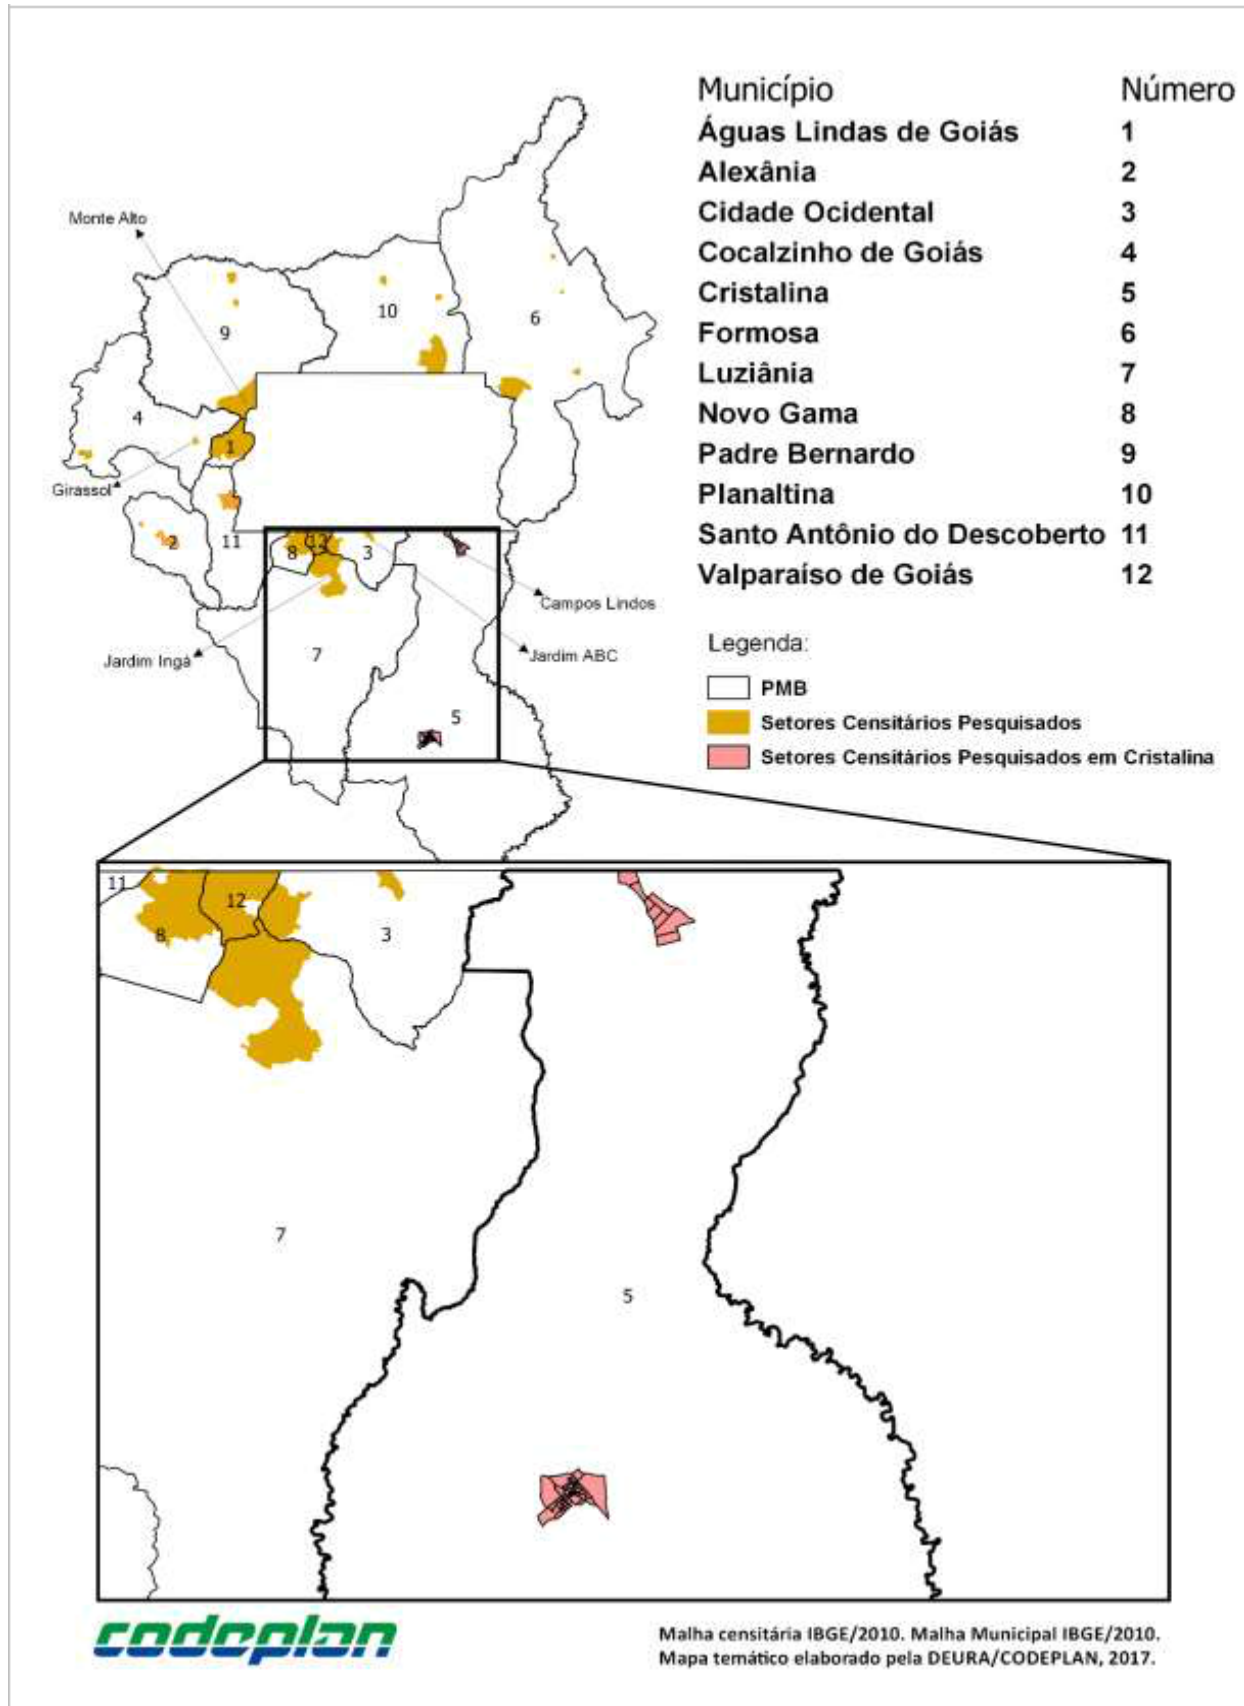 Município Número
Águas Lindas de Goiás 1
Alexânia 2
Cidade Ocidental 3
Cocalzinho de Goiás 4
Cristalina 5
Formosa 6
Luziânia 7
Novo Gama 8
Padre Bernardo 9
Planaltina 10
Santo Antônio do Descoberto 11
Valparaíso de Goiás 12
Monte Alto
10
9
6
4
1
Girassol
2
11
8
12
3
Campos Lindos
Jardim Ingá
7
Jardim ABC
5
Legenda:
PMB
Setores Censitários Pesquisados
Setores Censitários Pesquisados em Cristalina
11
12
8
3
7
5
codeplan
Malha censitária IBGE/2010. Malha Municipal IBGE/2010.
Mapa temático elaborado pela DEURA/CODEPLAN, 2017.